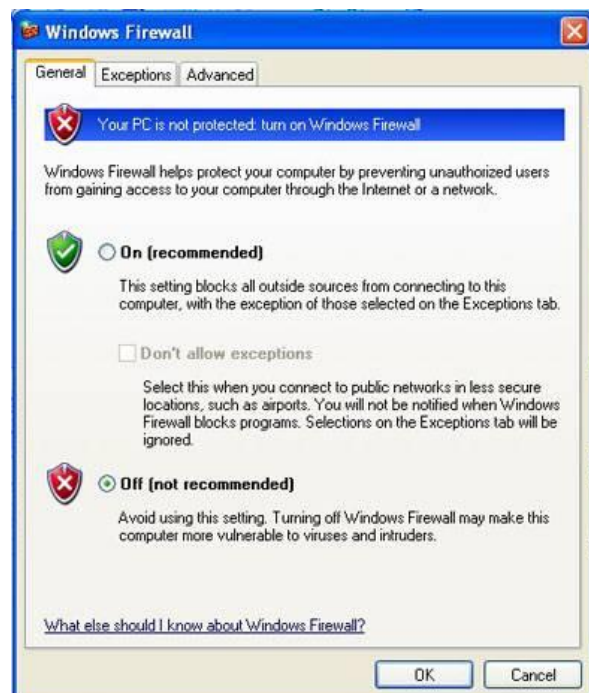 Windows Firewall
General Exceptions Advanced
Your PC is not protected: turn on Windows Firewall
Windows Firewall helps protect your computer by preventing unauthorized users
from gaining access to your computer through the Internet or a network.
On (recommended)
This setting blocks all outside sources from connecting to this
computer, with the exception of those selected on the Exceptions tab.
Don't allow exceptions
Select this when you connect to public networks in less secure
locations, such as airports. You will not be notified when Windows
Firewall blocks programs. Selections on the Exceptions tab will be
ignored.
Off (not recommended)
Avoid using this setting. Turning off Windows Firewall may make this
computer more vulnerable to viruses and intruders.
What else should I know about Windows Firewall?
OK Cancel